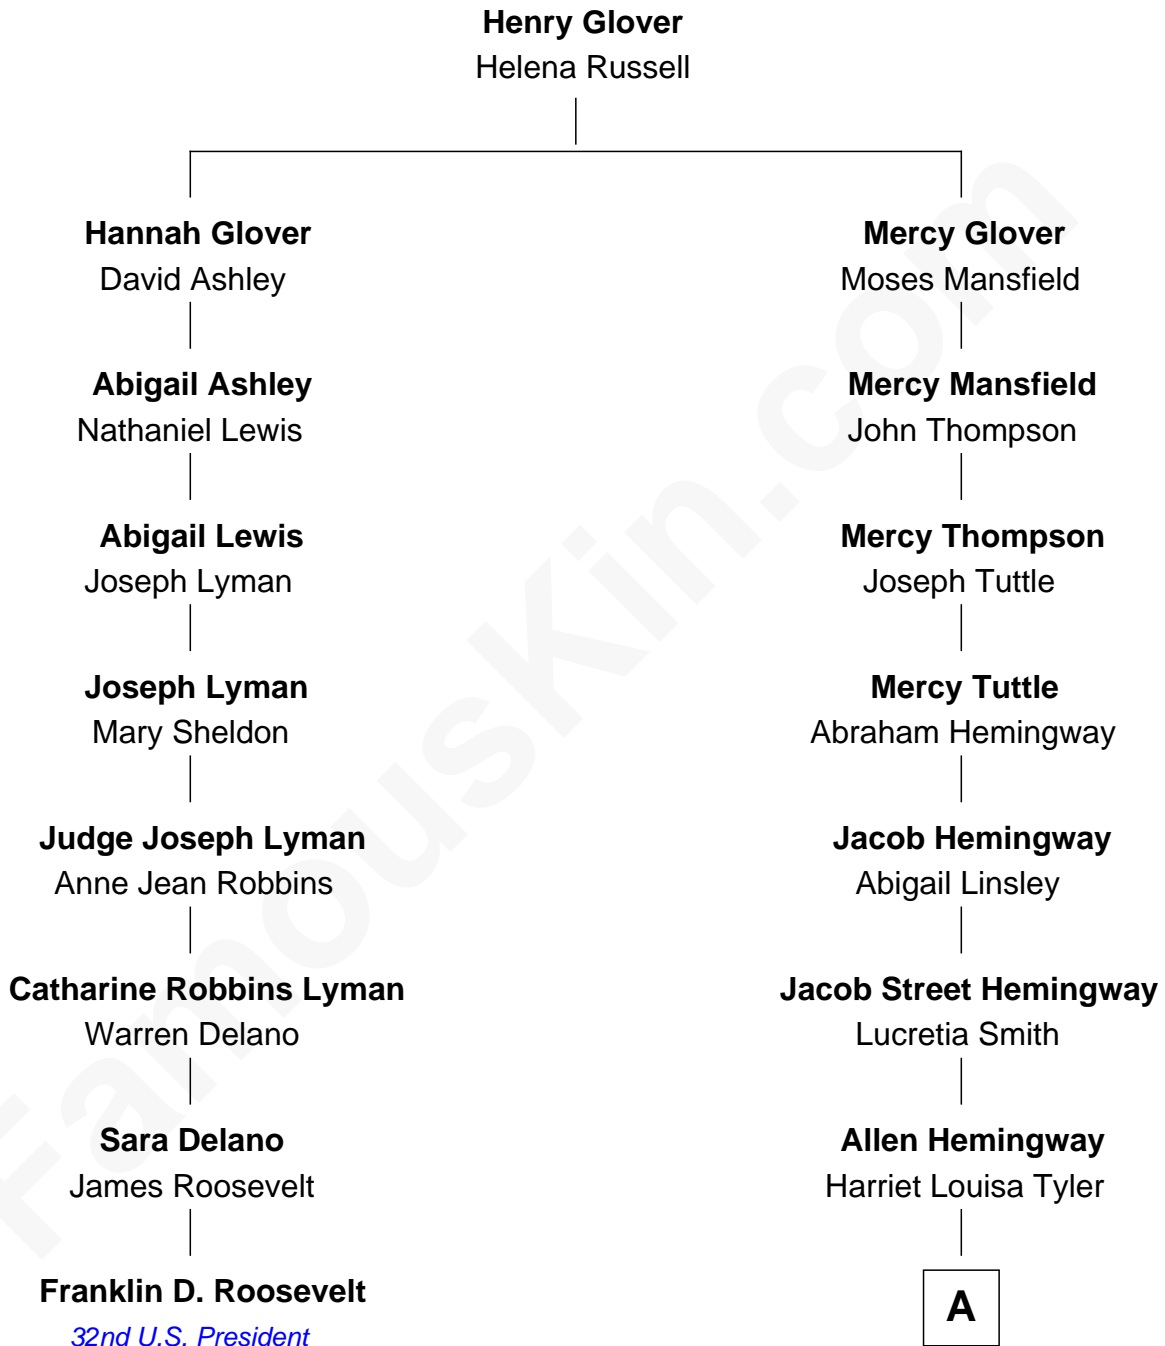 Henry Glover
Helena Russell
Hannah Glover
David Ashley
Mercy Glover
Moses Mansfield
Abigail Ashley
Nathaniel Lewis
Mercy Mansfield
John Thompson
Abigail Lewis
Joseph Lyman
Mercy Thompson
Joseph Tuttle
Joseph Lyman
Mary Sheldon
Mercy Tuttle
Abraham Hemingway
Judge Joseph Lyman
Anne Jean Robbins
Jacob Hemingway
Abigail Linsley
Catharine Robbins Lyman
Warren Delano
Jacob Street Hemingway
Lucretia Smith
Sara Delano
James Roosevelt
Allen Hemingway
Harriet Louisa Tyler
Franklin D. Roosevelt
32nd U.S. President
A
FamousKin.com